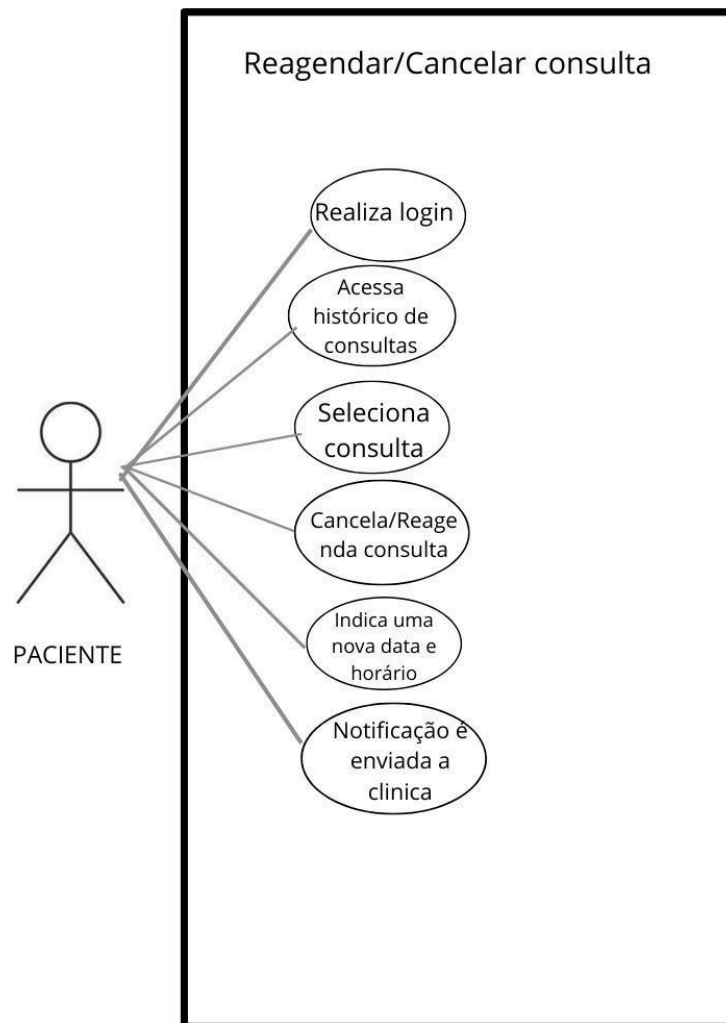 Reagendar/Cancelar consulta
Realiza login
Acessa
histórico de
consultas
Seleciona
consulta
Cancela/Reage
nda consulta
Indica uma
nova data e
horário
PACIENTE
Notificação é
enviada a
clinica